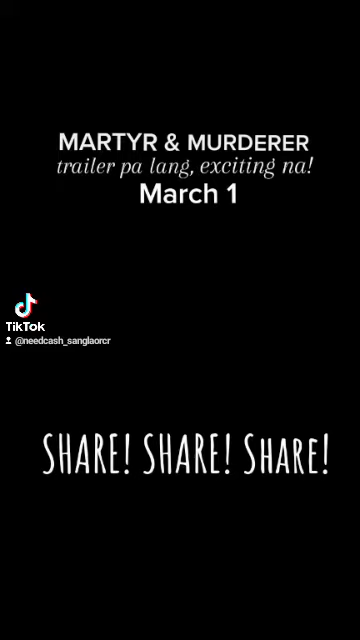 MARTYR & MURDERER
trailer pa lang, exciting na!
March 1
TikTok
@needcash_sanglaorcr
SHARE! SHARE! SHARE!